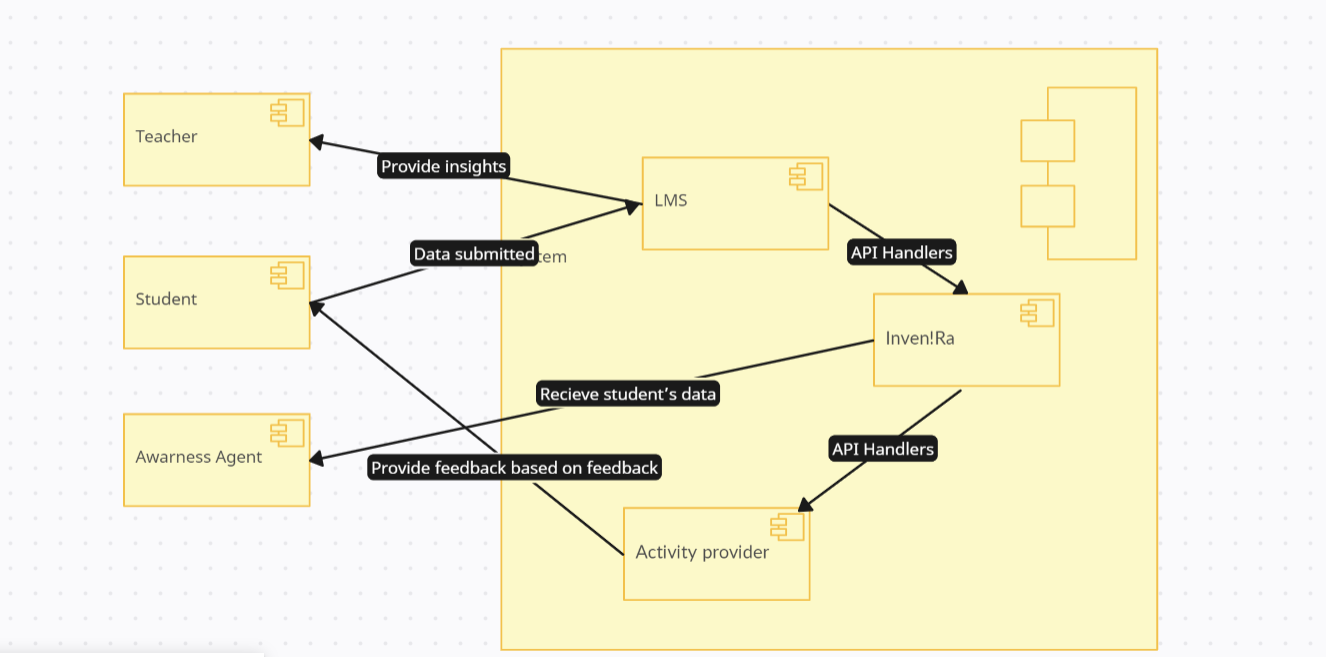 Teacher
Provide insights
LMS
Data submitted
tem
API Handlers
Student
Inven!Ra
Recieve student's data
Awarness Agent
API Handlers
Provide feedback based on feedback
Activity provider